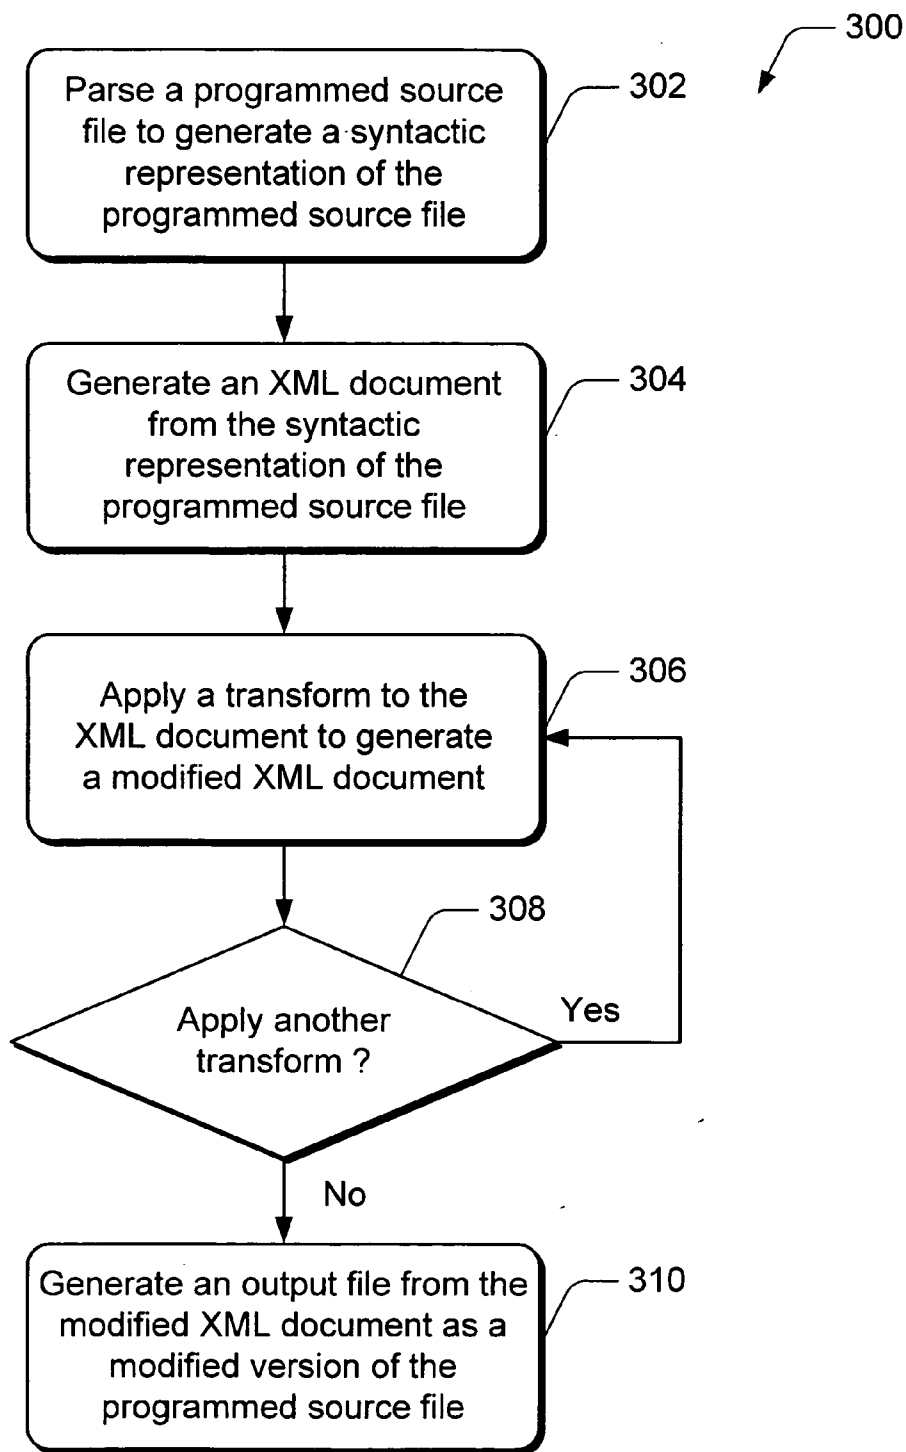 300
Parse a programmed source
file to generate a syntactic
representation of the
programmed source file
302
Generate an XML document
from the syntactic
representation of the
programmed source file
304
Apply a transform to the
XML document to generate
a modified XML document
306
308
Apply another
transform ?
Yes
No
Generate an output file from the
modified XML document as a
modified version of the
programmed source file
310